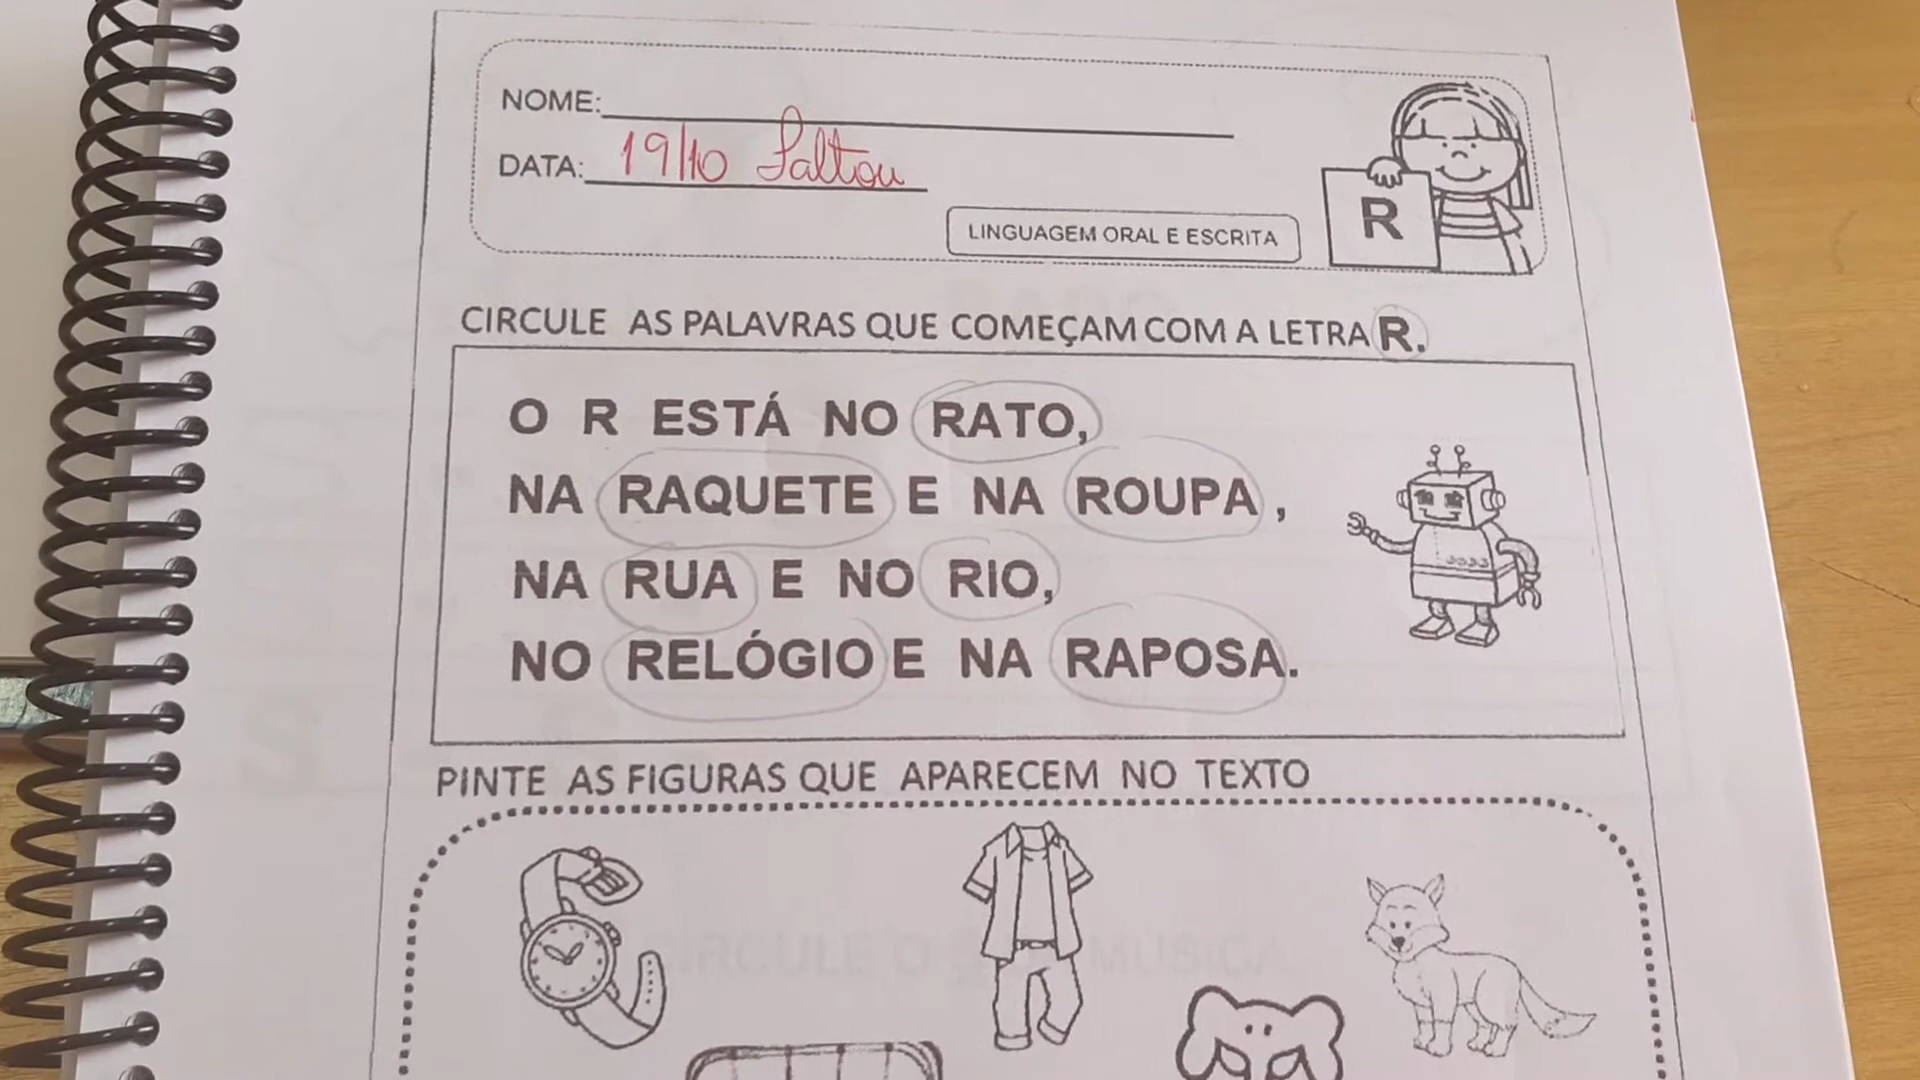 NOME:
DATA: 19/10 Faltou
LINGUAGEM ORAL E ESCRITA
R
CIRCULE AS PALAVRAS QUE COMEÇAM COM A LETRA R.
O R ESTÁ NO RATO,
NA RAQUETE E NA ROUPA ,
NA RUA E NO RIO,
NO RELÓGIO E NA RAPOSA.
PINTE AS FIGURAS QUE APARECEM NO TEXTO